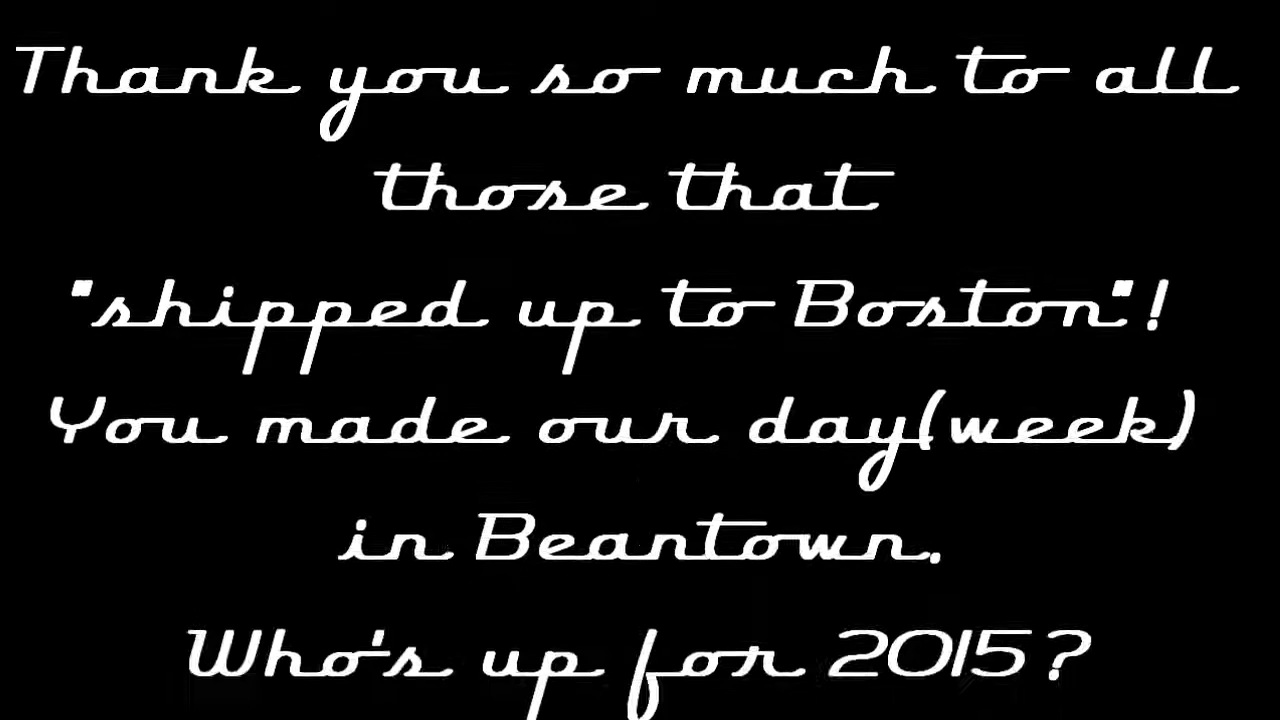 Thank you so much to all
those that
"shipped up to Boston"!
You made our day(week)
in Beantown.
Who's up for 2015?